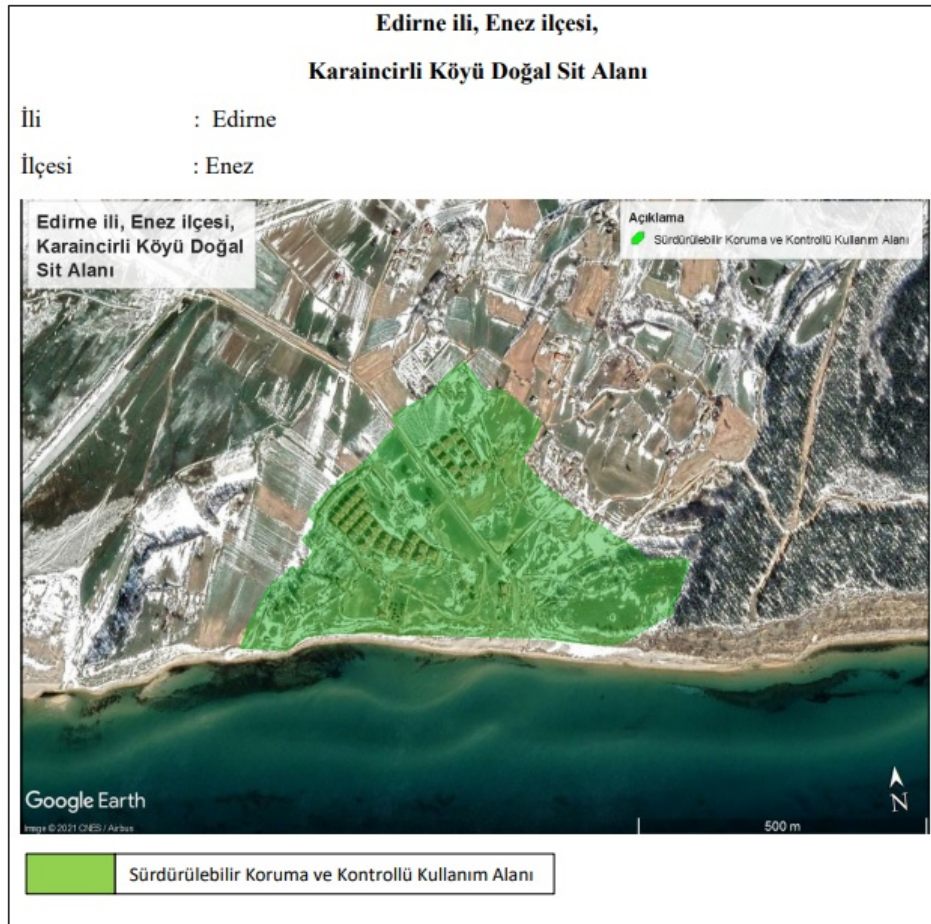 Edirne ili, Enez ilçesi,
Karaincirli Köyü Doğal Sit Alanı
İli : Edirne
İlçesi : Enez
Edirne ili, Enez ilçesi,
Karaincirli Köyü Doğal
Sit Alanı
Açıklama
Sürdürülebilir Koruma ve Kontrollü Kullanım Alanı
Google Earth
N
Image © 2021 CNES / Airbus
500 m
Sürdürülebilir Koruma ve Kontrollü Kullanım Alanı